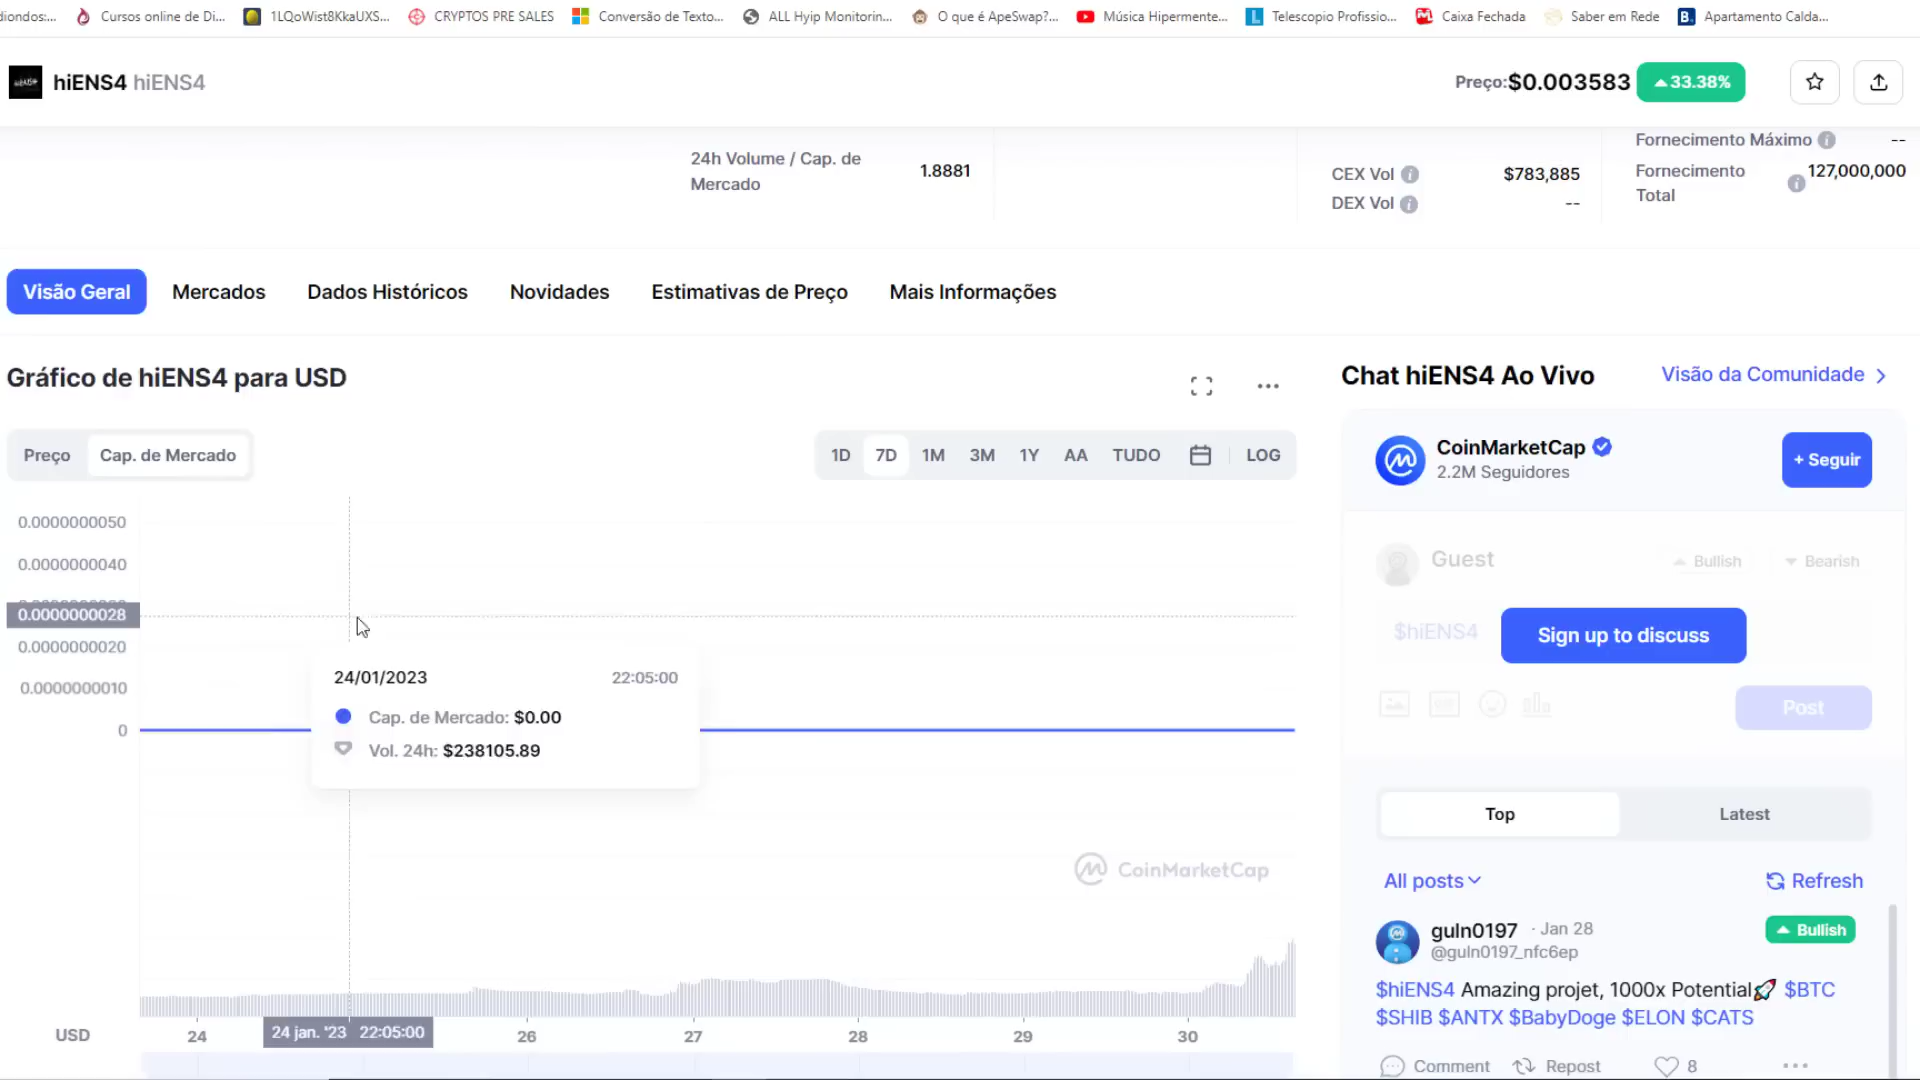 diondos:...
Cursos online de Di...
1LQoWist8KkaUXS...
CRYPTOS PRE SALES
Conversão de Texto...
ALL Hyip Monitorin...
O que é ApeSwap?...
Música Hipermente...
Telescopio Profissio...
Caixa Fechada
Saber em Rede
Apartamento Calda...
hiENS4 hiENS4
Preço:$0.003583
33.38%
24h Volume / Cap. de
Mercado
1.8881
CEX Vol
$783,885
DEX Vol
--
Fornecimento Máximo
--
Fornecimento
Total
127,000,000
Visão Geral
Mercados
Dados Históricos
Novidades
Estimativas de Preço
Mais Informações
Gráfico de hiENS4 para USD
Preço
Cap. de Mercado
1D
7D
1M
3M
1Y
AA
TUDO
LOG
0.0000000050
0.0000000040
0.0000000028
0.0000000020
0.0000000010
0
24/01/2023
22:05:00
Cap. de Mercado: $0.00
Vol. 24h: $238105.89
CoinMarketCap
USD
24
24 jan. '23 22:05:00
26
27
28
29
30
Chat hiENS4 Ao Vivo
Visão da Comunidade
CoinMarketCap
2.2M Seguidores
+ Seguir
Guest
Bullish
Bearish
$hiENS4
Sign up to discuss
Post
Top
Latest
All posts
Refresh
guln0197 · Jan 28
@guln0197_nfc6ep
Bullish
$hiENS4 Amazing projet, 1000x Potential🚀 $BTC
$SHIB $ANTX $BabyDoge $ELON $CATS
Comment
Repost
8